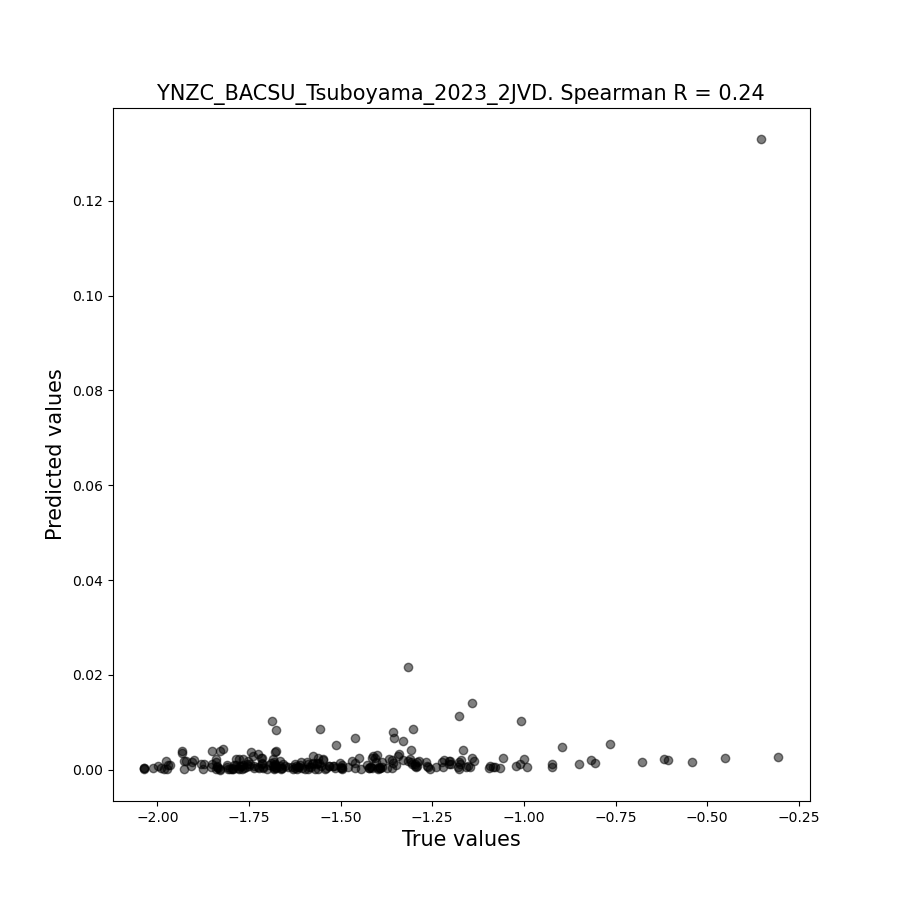 YNZC_BACSU_Tsuboyama_2023_2JVD. Spearman R = 0.24
0.12
0.10
0.08
0.06
0.04
0.02
0.00
Predicted values
−2.00 −1.75 −1.50 −1.25 −1.00 −0.75 −0.50 −0.25
True values